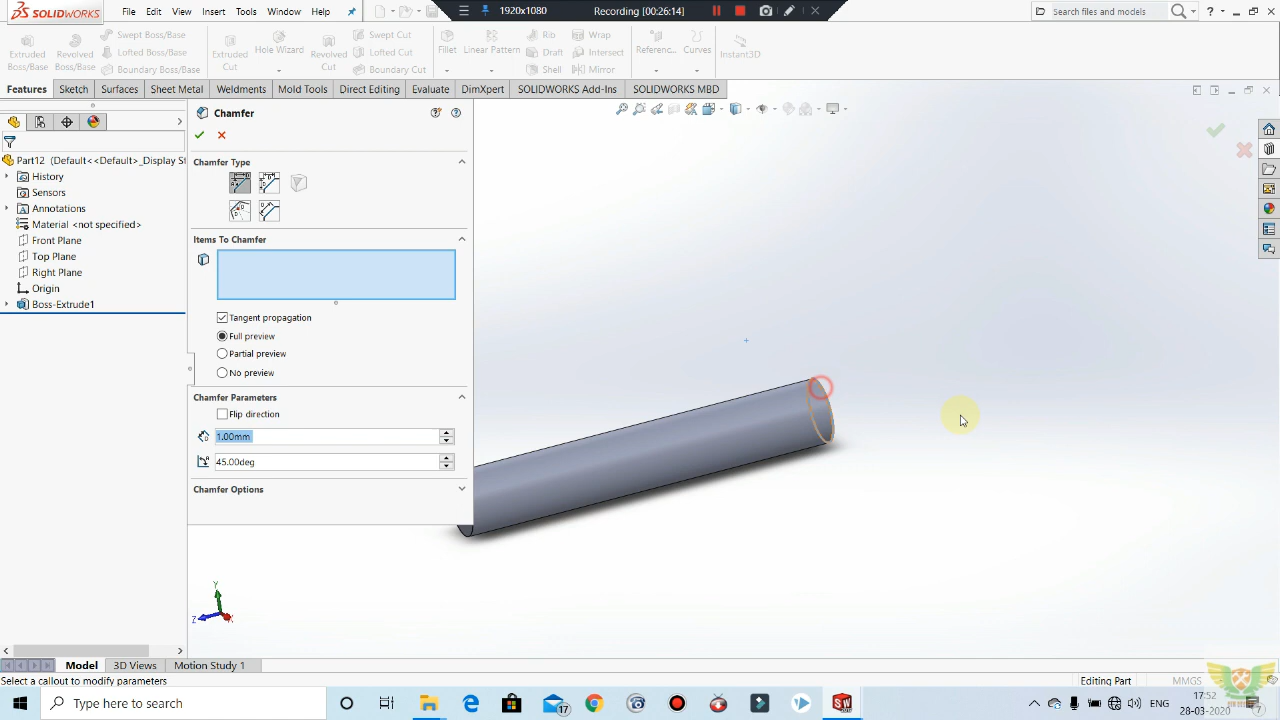 SOLIDWORKS File Edit View Insert Tools Window Help
1920x1080 Recording [00:26:14]
search files and models
Extruded Boss/Base
Revolved Boss/Base
Swept Boss/Base
Lofted Boss/Base
Boundary Boss/Base
Extruded Cut
Hole Wizard
Revolved Cut
Swept Cut
Lofted Cut
Boundary Cut
Fillet
Linear Pattern
Rib
Draft
Shell
Wrap
Intersect
Mirror
Referenc...
Curves
Instant3D
Features Sketch Surfaces Sheet Metal Weldments Mold Tools Direct Editing Evaluate DimXpert SOLIDWORKS Add-Ins SOLIDWORKS MBD
Part12 (Default<<Default>_Display St
History
Sensors
Annotations
Material <not specified>
Front Plane
Top Plane
Right Plane
Origin
Boss-Extrude1
Chamfer
Chamfer Type
Items To Chamfer
Tangent propagation
Full preview
Partial preview
No preview
Chamfer Parameters
Flip direction
1.00mm
45.00deg
Chamfer Options
Y
Z
X
Model 3D Views Motion Study 1
Select a callout to modify parameters
Editing Part
MMGS
Type here to search
17
ENG
17:52
28-03-2020
7